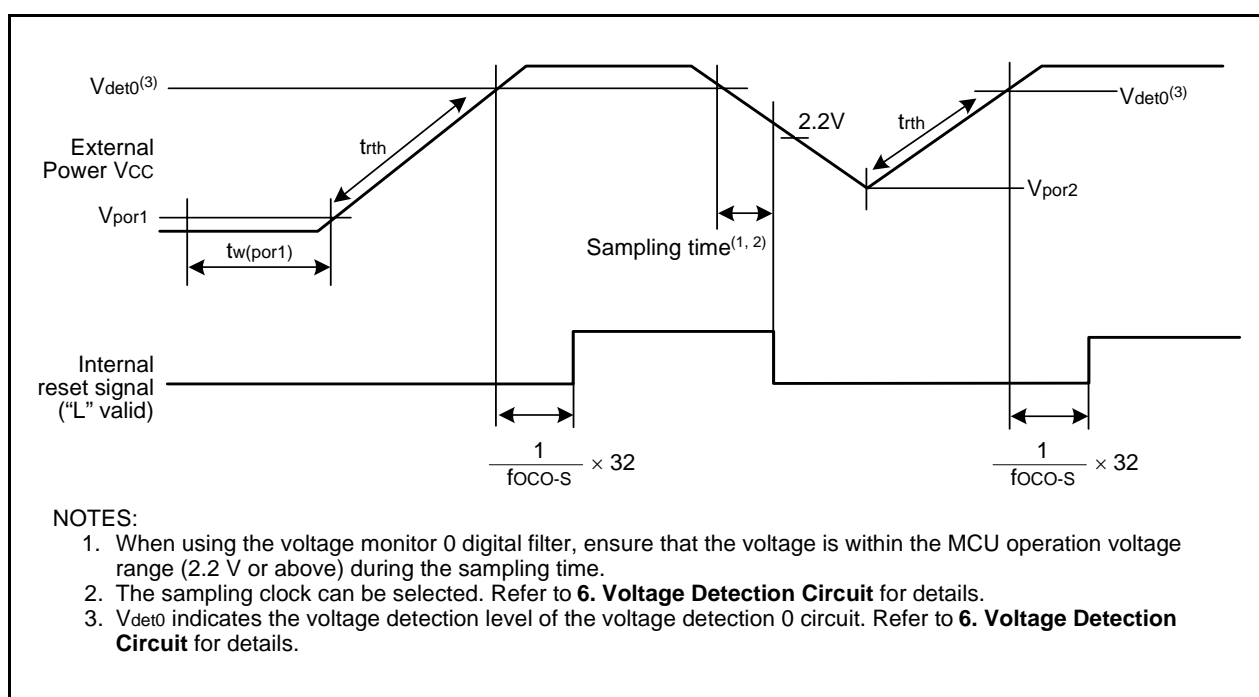 Vdet0(3)
2.2V
Vdet0(3)
trth
trth
External
Power VCC
Vpor1
Vpor2
tw(por1)
Sampling time(1, 2)
Internal
reset signal
(“L” valid)
1
fOCO-S
× 32
1
fOCO-S
× 32
NOTES:
1. When using the voltage monitor 0 digital filter, ensure that the voltage is within the MCU operation voltage
range (2.2 V or above) during the sampling time.
2. The sampling clock can be selected. Refer to 6. Voltage Detection Circuit for details.
3. Vdet0 indicates the voltage detection level of the voltage detection 0 circuit. Refer to 6. Voltage Detection
Circuit for details.